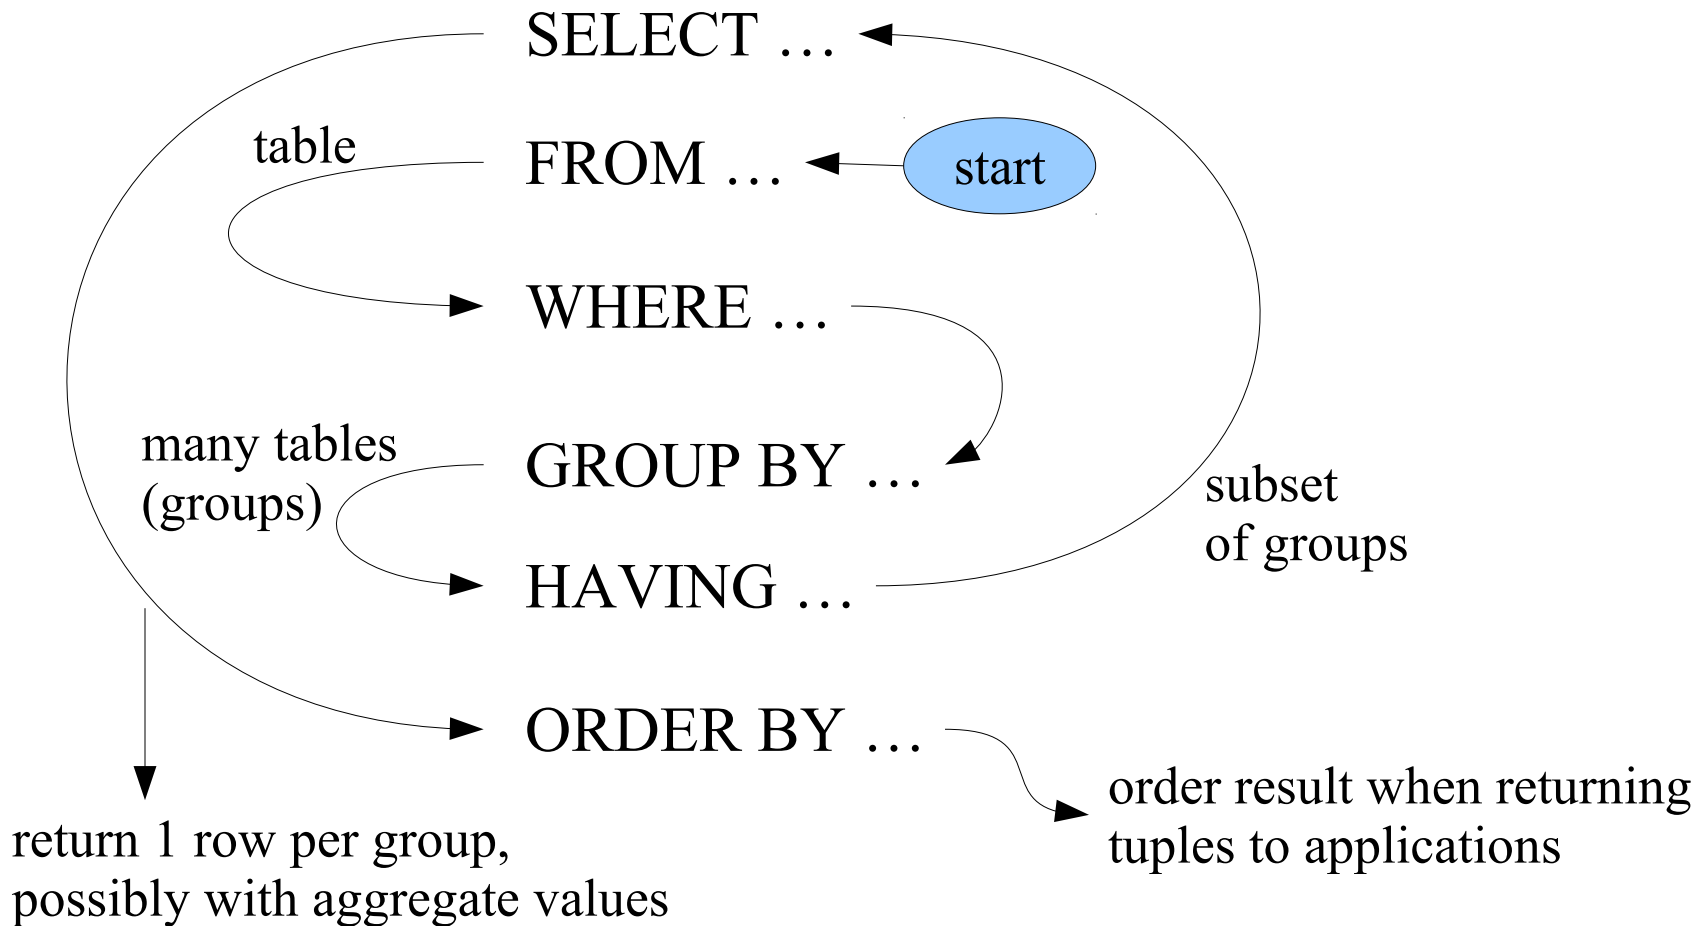 SELECT …
table
FROM …
start
WHERE …
many tables
(groups)
GROUP BY …
subset
of groups
HAVING …
ORDER BY …
order result when returning
tuples to applications
return 1 row per group,
possibly with aggregate values